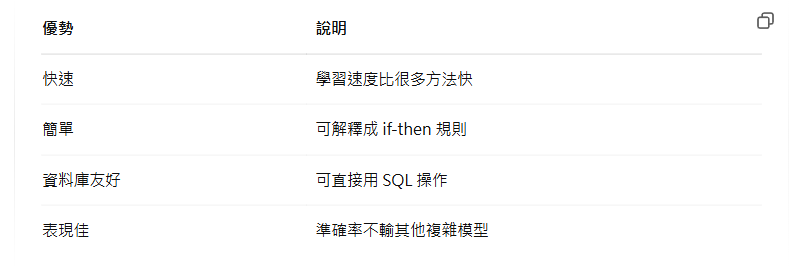 優勢 說明
快速 學習速度比很多方法快
簡單 可解釋成 if-then 規則
資料庫友好 可直接用 SQL 操作
表現佳 準確率不輸其他複雜模型